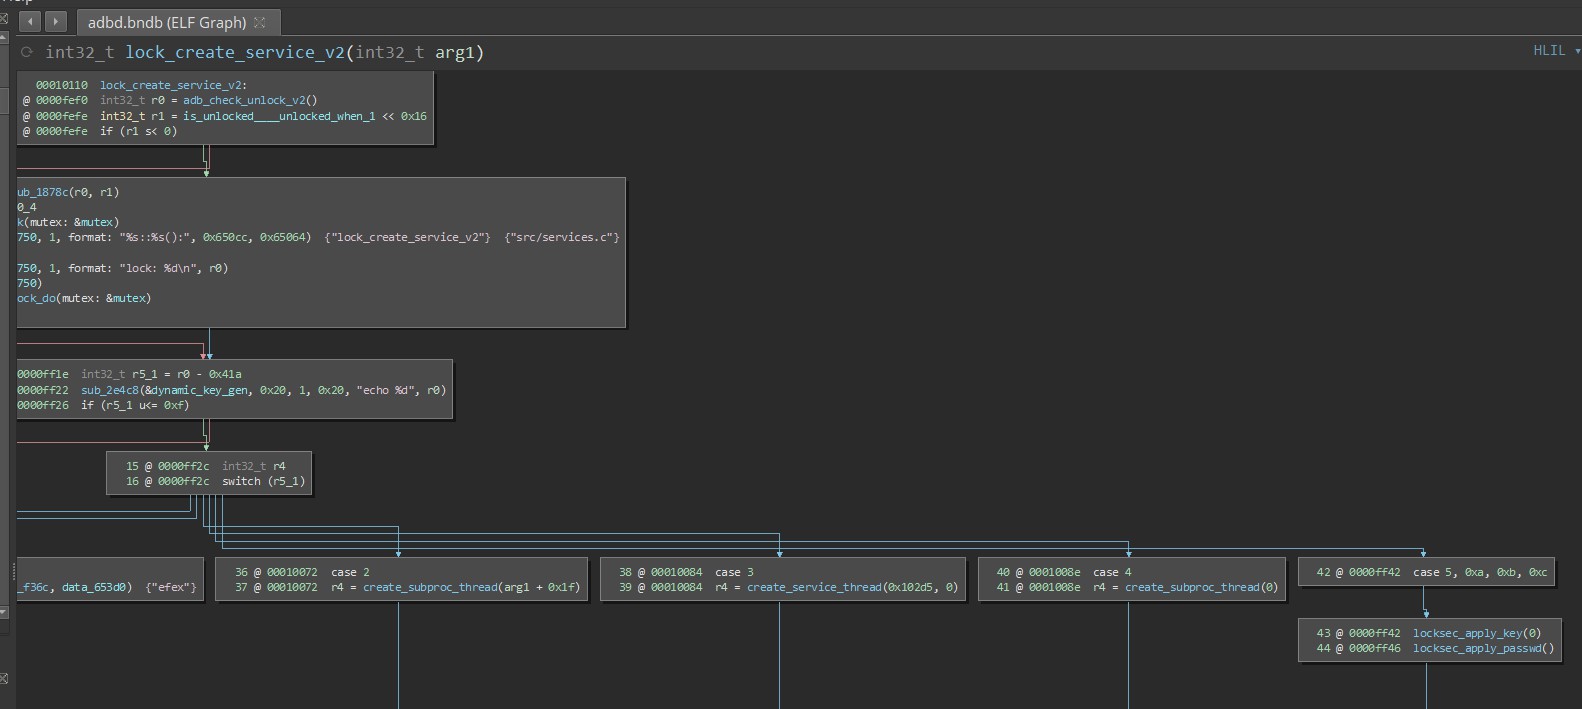 adbd.bndb (ELF Graph)
int32_t lock_create_service_v2(int32_t arg1)
HLIL
00010110 lock_create_service_v2:
@ 0000fef0 int32_t r0 = adb_check_unlock_v2()
@ 0000fefe int32_t r1 = is_unlocked____unlocked_when_1 << 0x16
@ 0000fefe if (r1 s< 0)
ub_1878c(r0, r1)
0_4
k(mutex: &mutex)
750, 1, format: "%s::%s():", 0x650cc, 0x65064) {"lock_create_service_v2"} {"src/services.c"}
750, 1, format: "lock: %d\n", r0)
750)
ock_do(mutex: &mutex)
0000ff1e int32_t r5_1 = r0 - 0x41a
0000ff22 sub_2e4c8(&dynamic_key_gen, 0x20, 1, 0x20, "echo %d", r0)
0000ff26 if (r5_1 u<= 0xf)
15 @ 0000ff2c int32_t r4
16 @ 0000ff2c switch (r5_1)
_f36c, data_653d0) {"efex"}
36 @ 00010072 case 2
37 @ 00010072 r4 = create_subproc_thread(arg1 + 0x1f)
38 @ 00010084 case 3
39 @ 00010084 r4 = create_service_thread(0x102d5, 0)
40 @ 0001008e case 4
41 @ 0001008e r4 = create_subproc_thread(0)
42 @ 0000ff42 case 5, 0xa, 0xb, 0xc
43 @ 0000ff42 locksec_apply_key(0)
44 @ 0000ff46 locksec_apply_passwd()